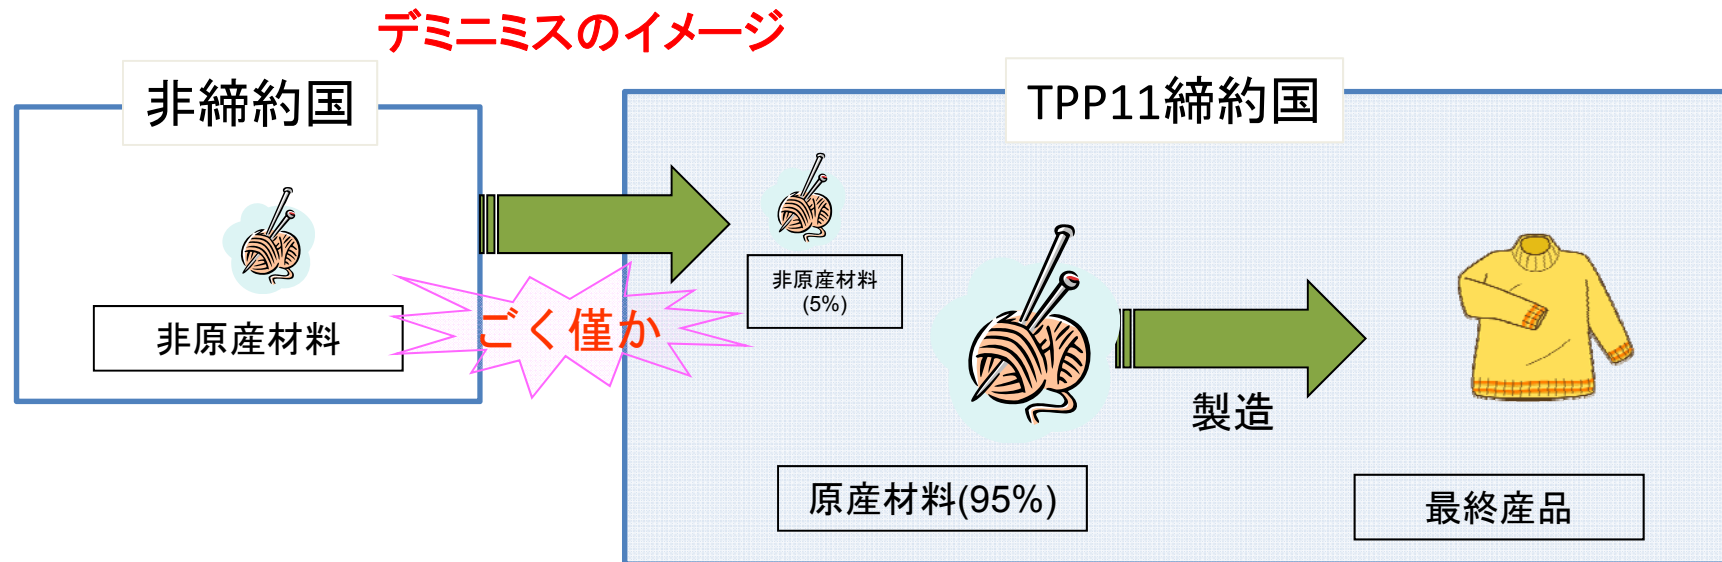 デミニミスのイメージ
非締約国
TPP11締約国
非原産材料
ごく僅か
非原産材料
(5%)
製造
原産材料(95%)
最終産品